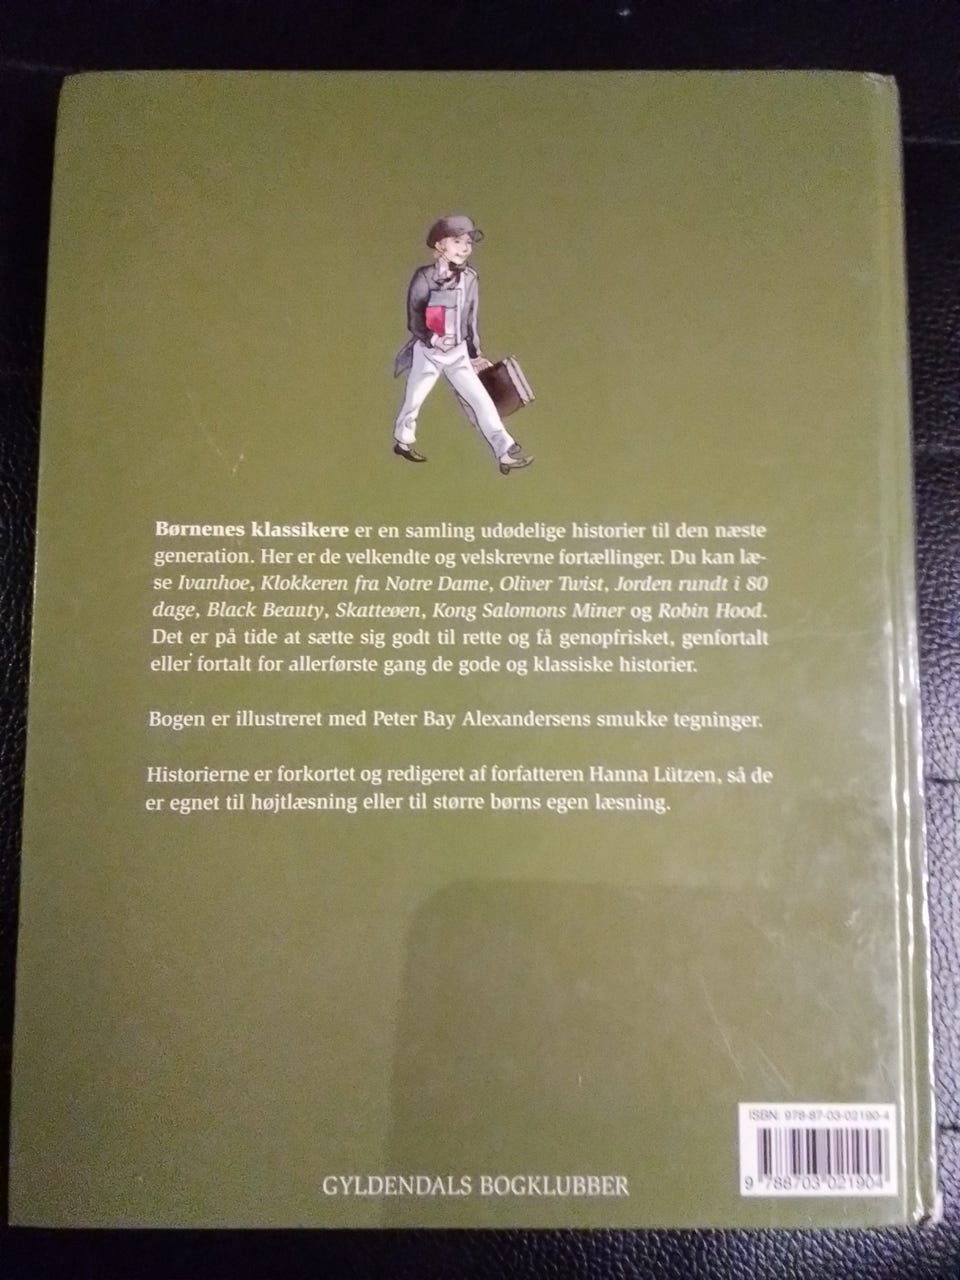 Børnenes klassikere er en samling udødelige historier til den næste
generation. Her er de velkendte og velskrevne fortællinger. Du kan læ-
se Ivanhoe, Klokkeren fra Notre Dame, Oliver Twist, Jorden rundt i 80
dage, Black Beauty, Skatteøen, Kong Salomons Miner og Robin Hood.
Det er på tide at sætte sig godt til rette og få genopfrisket, genfortalt
eller fortalt for allerførste gang de gode og klassiske historier.
Bogen er illustreret med Peter Bay Alexandersens smukke tegninger.
Historierne er forkortet og redigeret af forfatteren Hanna Lützen, så de
er egnet til højtlæsning eller til større børns egen læsning.
ISBN: 978-87-03-02190-4
9 788703 021904
GYLDENDALS BOGKLUBBER